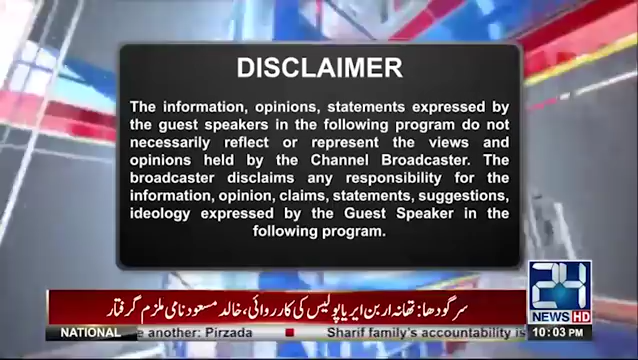 DISCLAIMER
The information, opinions, statements expressed by
the guest speakers in the following program do not
necessarily reflect or represent the views and
opinions held by the Channel Broadcaster. The
broadcaster disclaims any responsibility for the
information, opinion, claims, statements, suggestions,
ideology expressed by the Guest Speaker in the
following program.
24
NEWS HD
سرگودھا: تھانہ اربن ایریا پولیس کی کارروائی، خالد مسعود نامی ملزم گرفتار
NATIONAL e another: Pirzada Sharif family's accountability is
10:03 PM